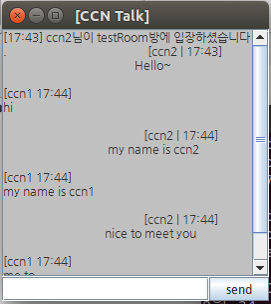 [CCN Talk]
[17:43] ccn2님이 testRoom방에 입장하셨습니다
.
[ccn2 | 17:43]
Hello~
[ccn1 17:44]
hi
[ccn2 | 17:44]
my name is ccn2
[ccn1 17:44]
my name is ccn1
[ccn2 | 17:44]
nice to meet you
[ccn1 17:44]
me to
send